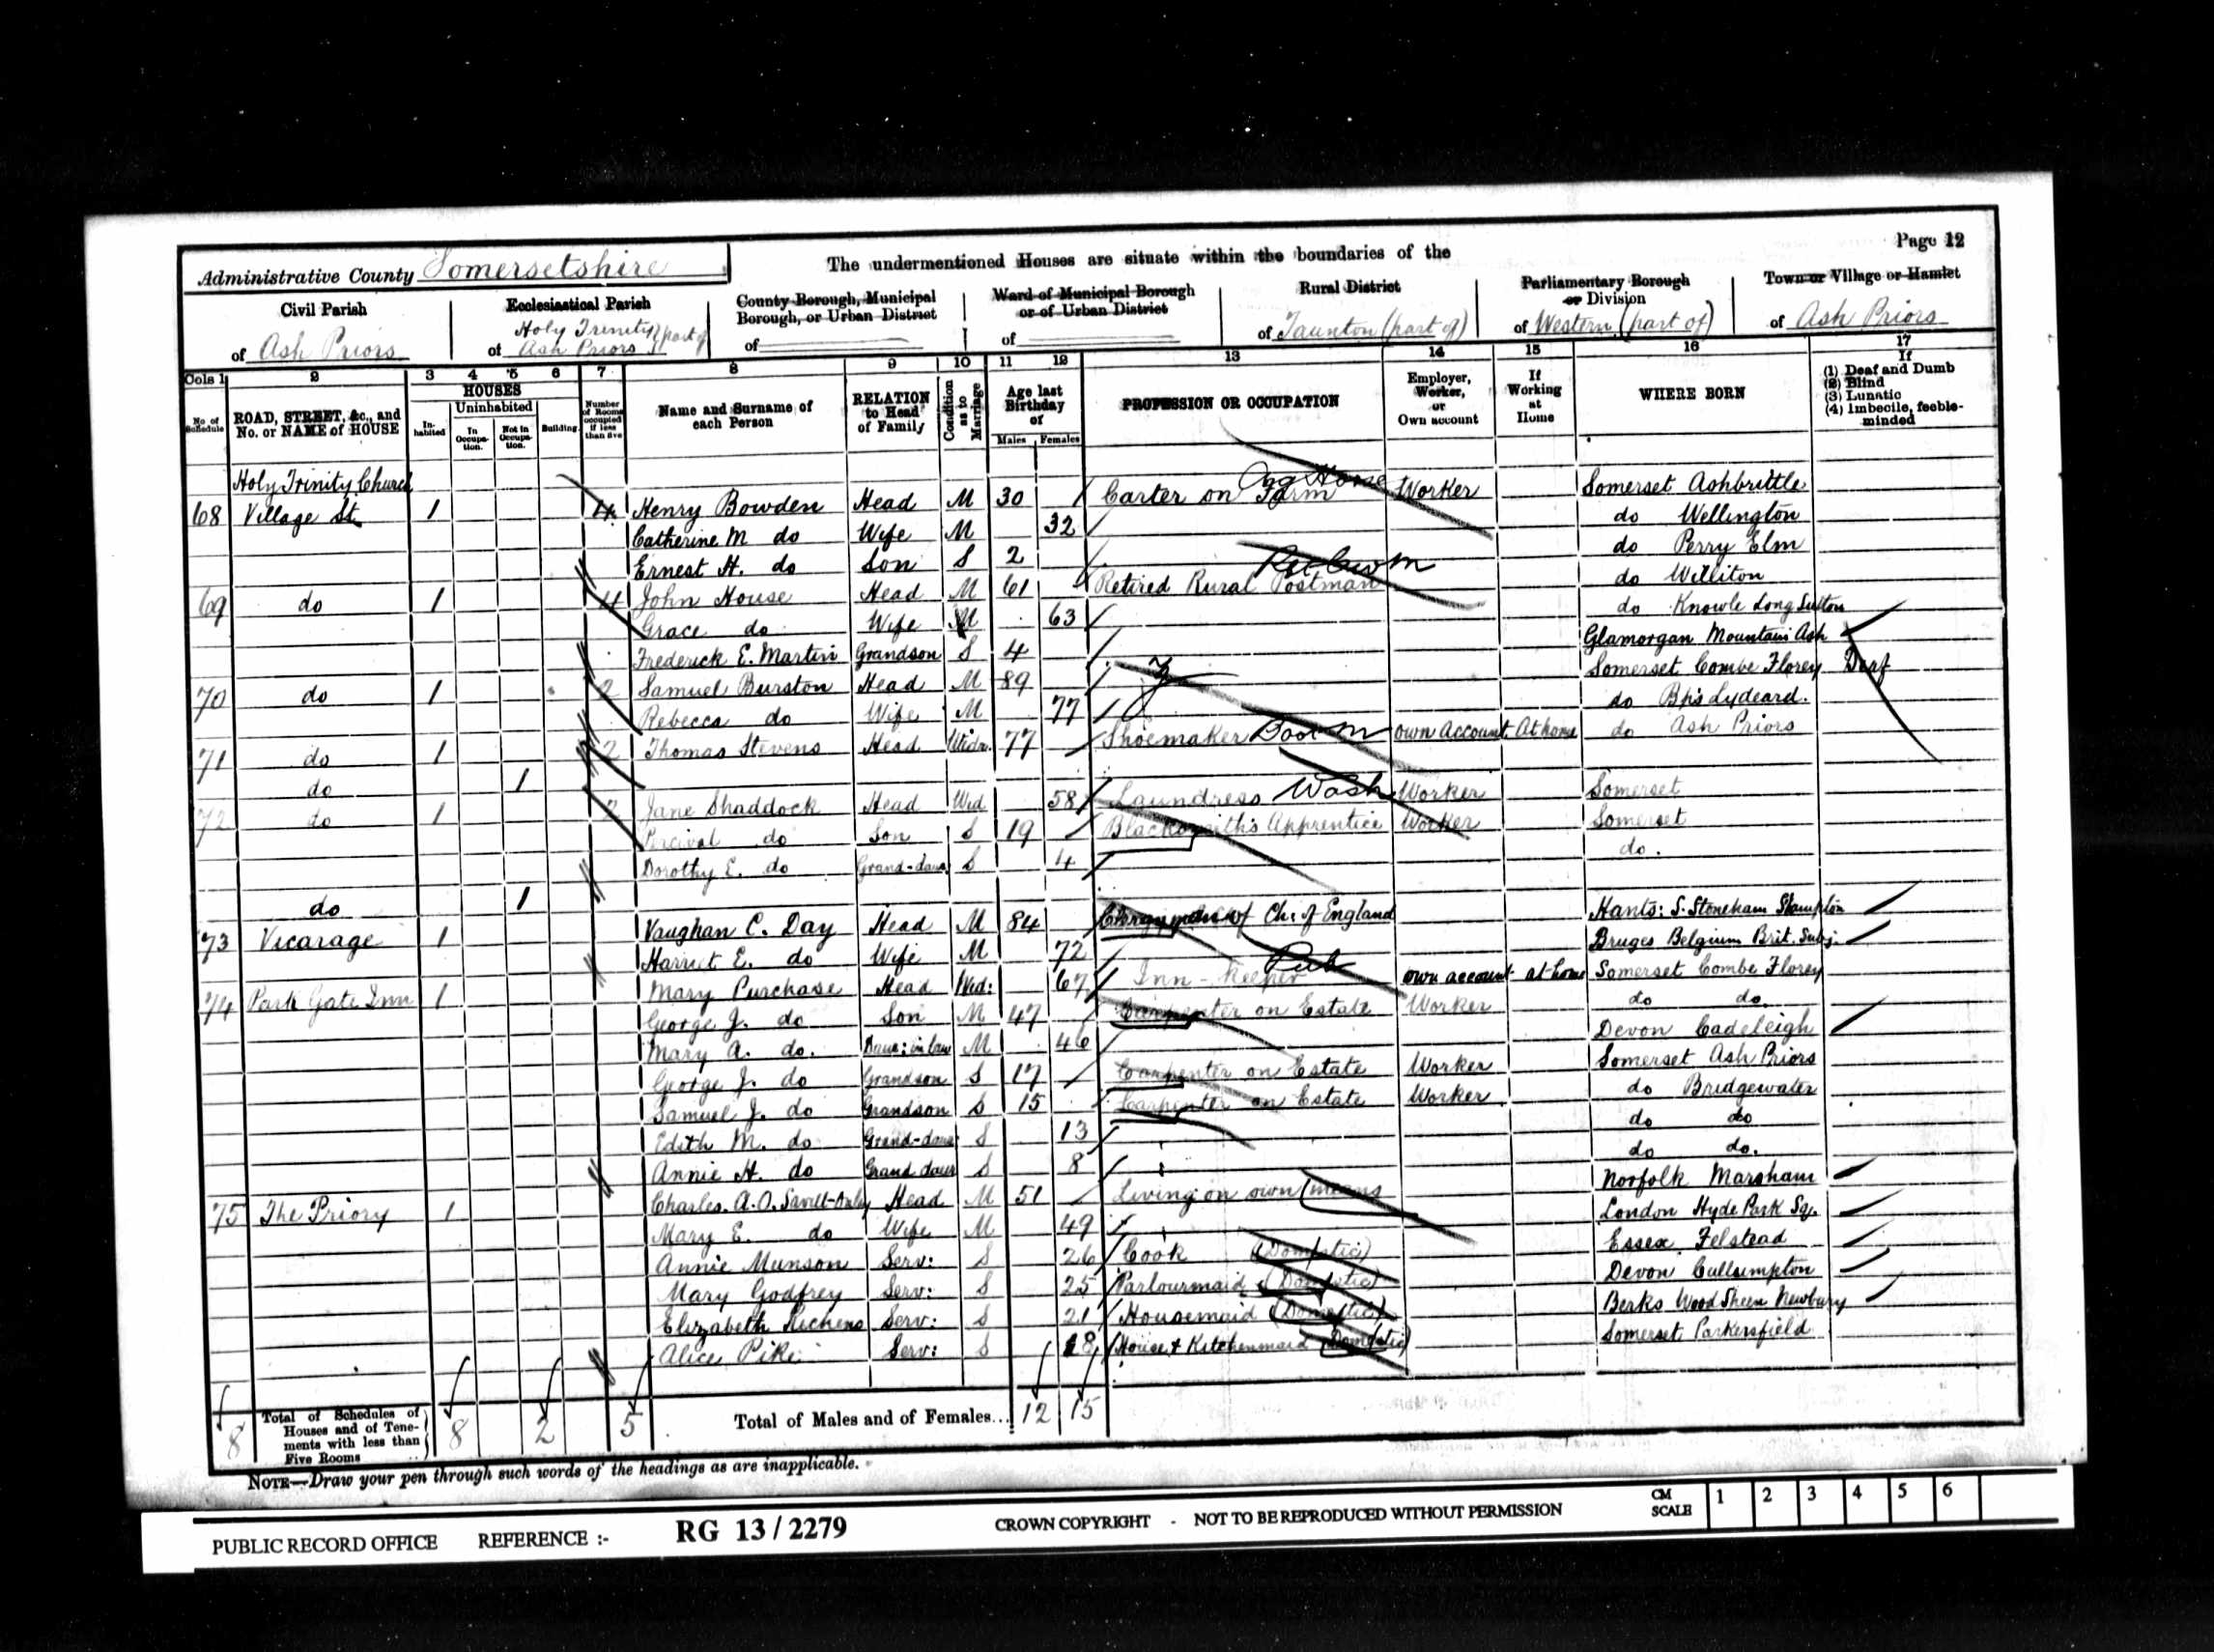 Page 12
Administrative County Somersetshire
The undermentioned Houses are situate within the boundaries of the
Civil Parish
of Ash Priors
Ecclesiastical Parish
of Holy Trinity Ash Priors (part of)
County Borough, Municipal Borough, or Urban District
of
Ward of Municipal Borough or of Urban District
of
Rural District
of Taunton (part of)
Parliamentary Borough or Division
of Western (part of)
Town or Village or Hamlet
of Ash Priors
Cols 1 2 3 4 5 6 7 8 9 10 11 12 13 14 15 16 17
No of Schedule
ROAD, STREET, &c., and No. or NAME of HOUSE
HOUSES
Inhabited
Uninhabited
In Occupation.
Not in Occupation.
Building.
Number of Rooms occupied if less than five
Name and Surname of each Person
RELATION to Head of Family
Condition as to Marriage
Age last Birthday of
Males Females
PROFESSION OR OCCUPATION
Employer, Worker, or Own account
If Working at Home
WHERE BORN
If
(1) Deaf and Dumb
(2) Blind
(3) Lunatic
(4) Imbecile, feeble-minded
Holy Trinity Church
68 Village St. 1 4 Henry Bowden Head M 30 Carter on Farm Worker Somerset Ashbrittle
Catherine M do Wife M 32 do Wellington
Ernest H. do Son S 2 do Perry Elm
69 do 1 4 John House Head M 61 Retired Rural Postman do Williton
Grace do Wife M 63 do Knowle Long Sutton
Frederick E. Martin Grandson S 4 Glamorgan Mountain Ash
70 do 1 2 Samuel Burston Head M 89 Somerset Combe Florey Deaf
Rebecca do Wife M 77 do Bp's Lydeard.
71 do 1 2 Thomas Stevens Head Widr. 77 Shoemaker Boot M own account At home do Ash Priors
do 1
72 do 1 Jane Shaddock Head Wid 58 Laundress Wash Worker Somerset
Percival do Son S 19 Blacksmith's Apprentice Worker Somerset
Dorothy E. do Grand-daur S 4 do.
do 1
73 Vicarage 1 Vaughan C. Day Head M 84 Clergyman of Ch: of England Hants: S. Stoneham
Harriet E. do Wife M 72 Bruges Belgium Brit. Subj.
74 Park Gate Inn 1 Mary Purchase Head Wid: 67 Inn-keeper Pub own account at home Somerset Combe Florey
George J. do Son M 47 Carpenter on Estate Worker do do.
Mary A. do. Daur: in law M 46 Devon Cadeleigh
George J. do Grandson S 17 Carpenter on Estate Worker Somerset Ash Priors
Samuel J. do Grandson S 15 Carpenter on Estate Worker do Bridgewater
Edith M. do Grand-daur S 13 do do
Annie H. do Grand daur S 8 do do.
75 The Priory 1 Charles. A. O. Head M 51 Living on own means Norfolk Marsham
Mary E. do Wife M 49 London Hyde Park Sq.
Annie Munson Serv: S 26 Cook (Domestic) Essex Felstead
Mary Godfrey Serv: S 25 Parlourmaid (Domestic) Devon Cullumpton
Elizabeth Serv: S 21 Housemaid (Domestic) Berks Newbury
Alice Pike Serv: S 18 House & Kitchenmaid (Domestic) Somerset Parkersfield
8 Total of Schedules of Houses and of Tenements with less than Five Rooms 8 2 5 Total of Males and of Females... 12 15
NOTE—Draw your pen through such words of the headings as are inapplicable.
PUBLIC RECORD OFFICE REFERENCE :- RG 13/2279 CROWN COPYRIGHT - NOT TO BE REPRODUCED WITHOUT PERMISSION CM SCALE 1 2 3 4 5 6